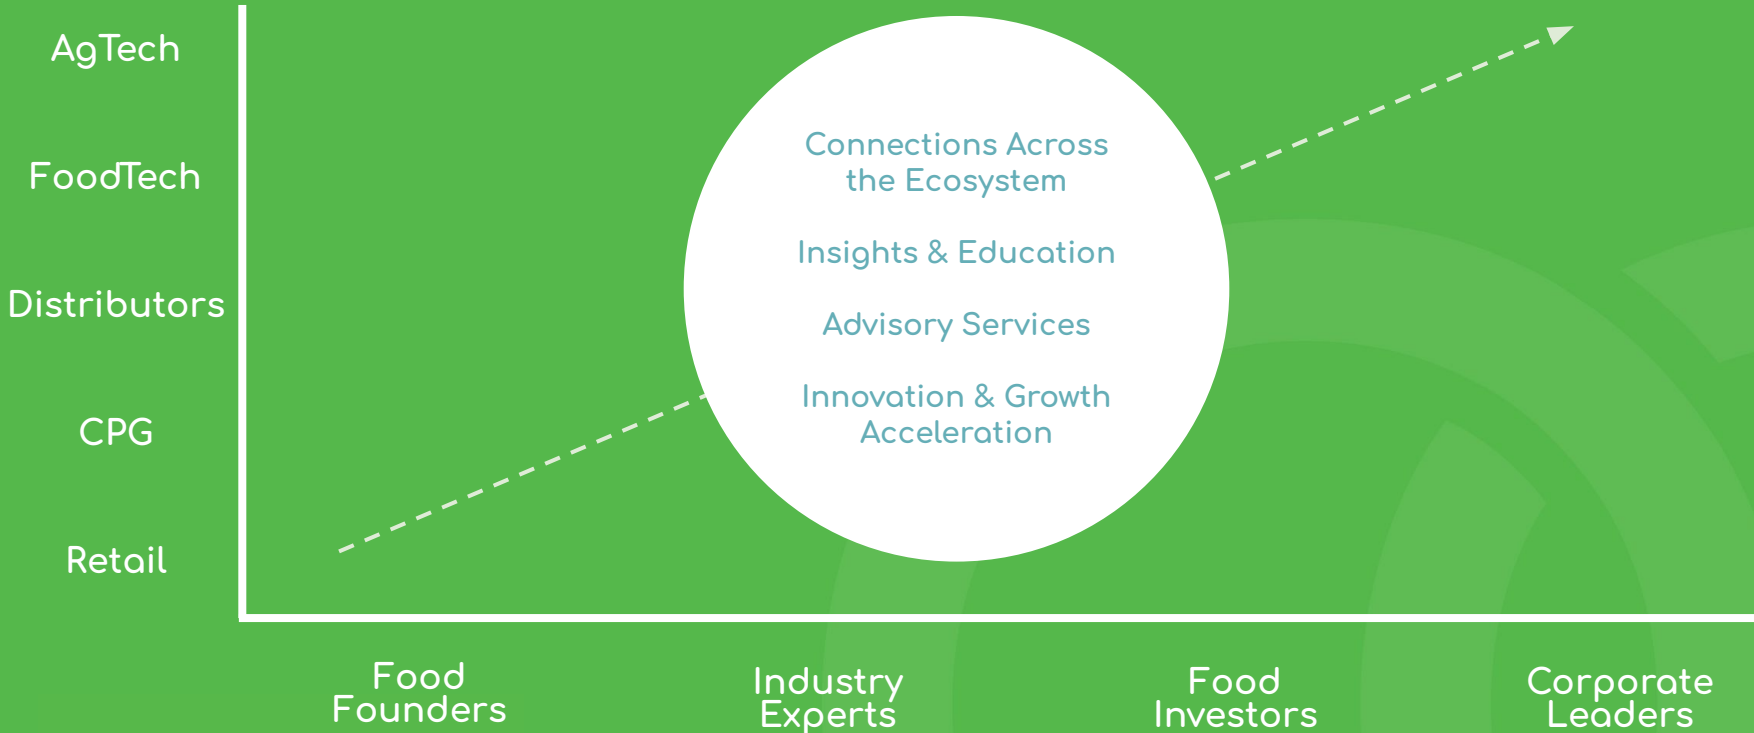 AgTech
FoodTech
Distributors
CPG
Retail
Connections Across
the Ecosystem
Insights & Education
Advisory Services
Innovation & Growth
Acceleration
Food
Founders
Industry
Experts
Food
Investors
Corporate
Leaders